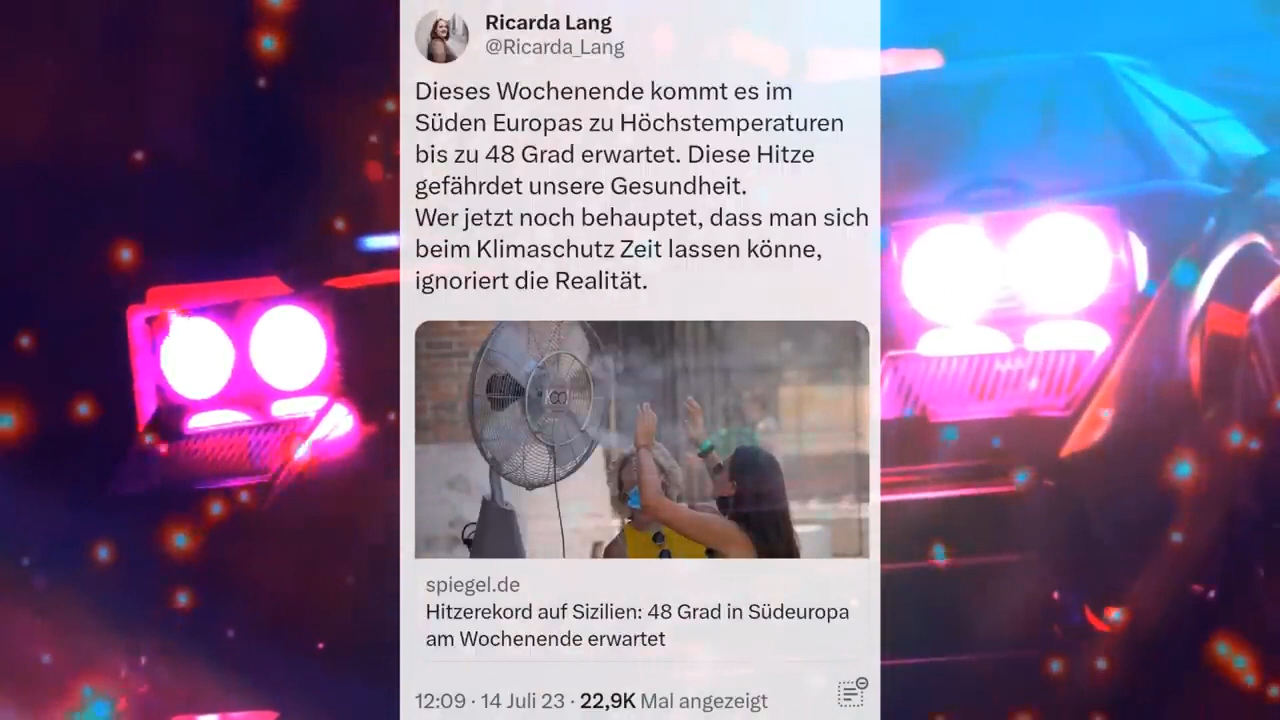 Ricarda Lang
@Ricarda_Lang
Dieses Wochenende kommt es im
Süden Europas zu Höchstemperaturen
bis zu 48 Grad erwartet. Diese Hitze
gefährdet unsere Gesundheit.
Wer jetzt noch behauptet, dass man sich
beim Klimaschutz Zeit lassen könne,
ignoriert die Realität.
spiegel.de
Hitzerekord auf Sizilien: 48 Grad in Südeuropa
am Wochenende erwartet
12:09 · 14 Juli 23 · 22,9K Mal angezeigt